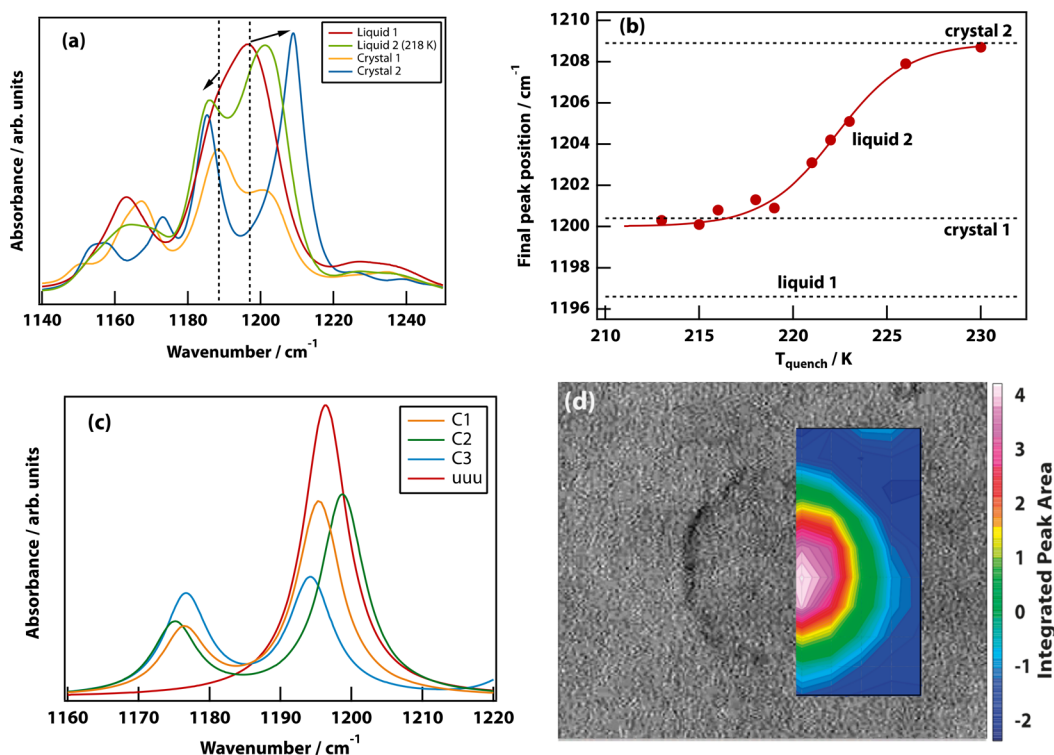 (a)
Liquid 1
Liquid 2 (218 K)
Crystal 1
Crystal 2
Absorbance / arb. units
1140 1160 1180 1200 1220 1240
Wavenumber / cm-1
(b)
1210
1208
1206
1204
1202
1200
1198
1196
crystal 2
liquid 2
crystal 1
liquid 1
Final peak position / cm-1
210 215 220 225 230
Tquench / K
(c)
C1
C2
C3
uuu
Absorbance / arb. units
1160 1170 1180 1190 1200 1210 1220
Wavenumber / cm-1
(d)
4
3
2
1
0
-1
-2
Integrated Peak Area